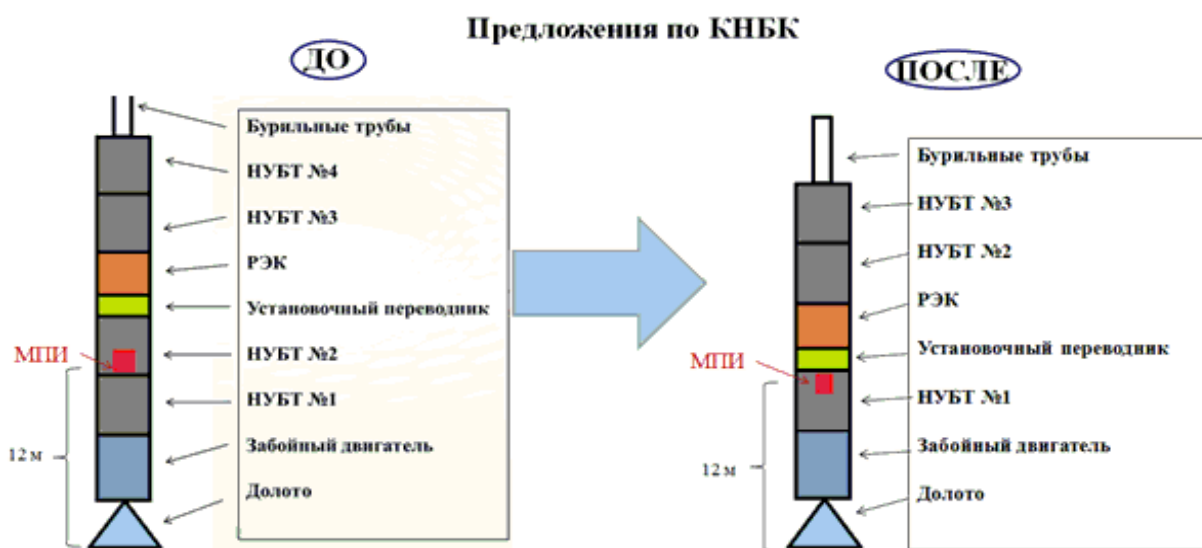 Предложения по КНБК
ДО
ПОСЛЕ
Бурильные трубы
НУБТ №4
НУБТ №3
РЭК
Установочный переводник
МПИ
НУБТ №2
НУБТ №1
12 м
Забойный двигатель
Долото
Бурильные трубы
НУБТ №3
НУБТ №2
РЭК
Установочный переводник
МПИ
НУБТ №1
12 м
Забойный двигатель
Долото